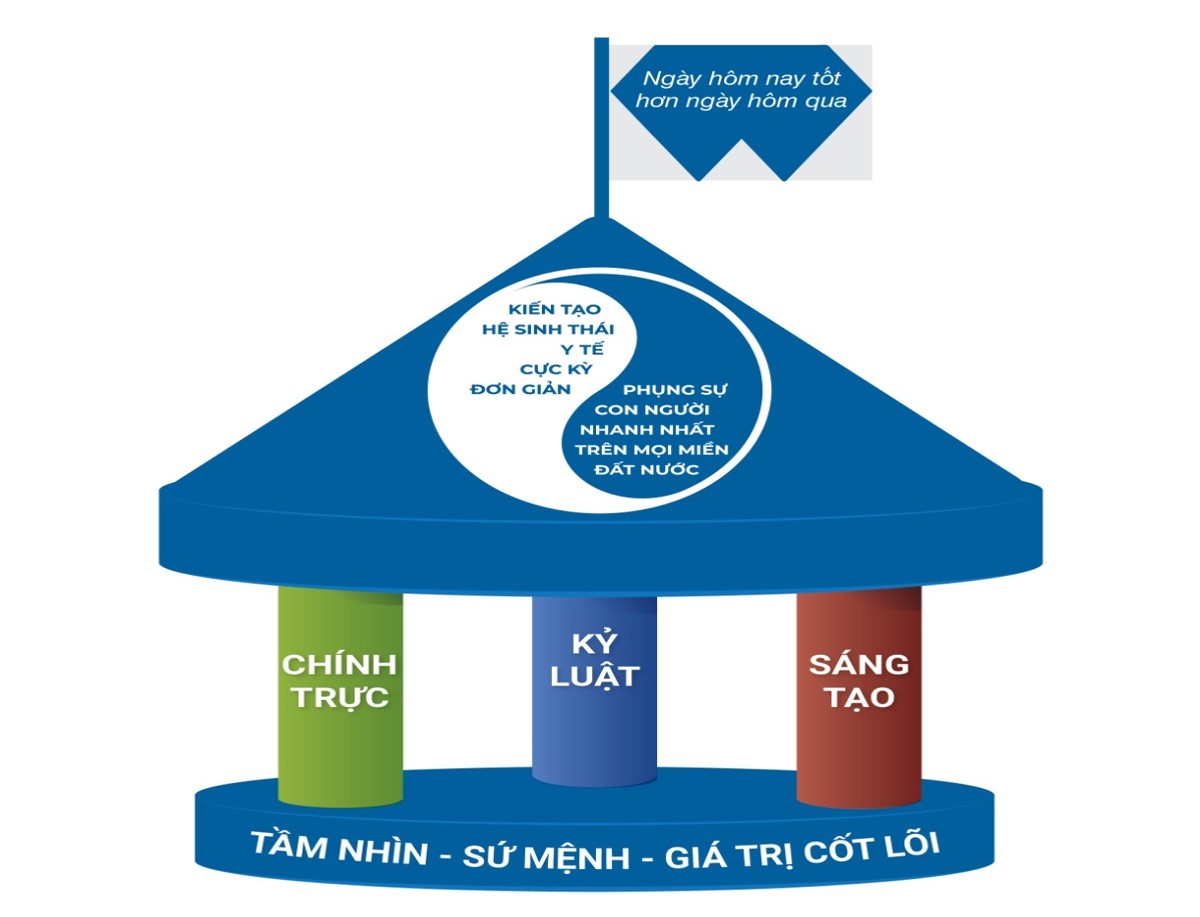 Ngày hôm nay tốt
hơn ngày hôm qua
KIẾN TẠO
HỆ SINH THÁI
Y TẾ
CỰC KỲ
ĐƠN GIẢN
PHỤNG SỰ
CON NGƯỜI
NHANH NHẤT
TRÊN MỌI MIỀN
ĐẤT NƯỚC
CHÍNH
TRỰC
KỶ
LUẬT
SÁNG
TẠO
TẦM NHÌN - SỨ MỆNH - GIÁ TRỊ CỐT LÕI